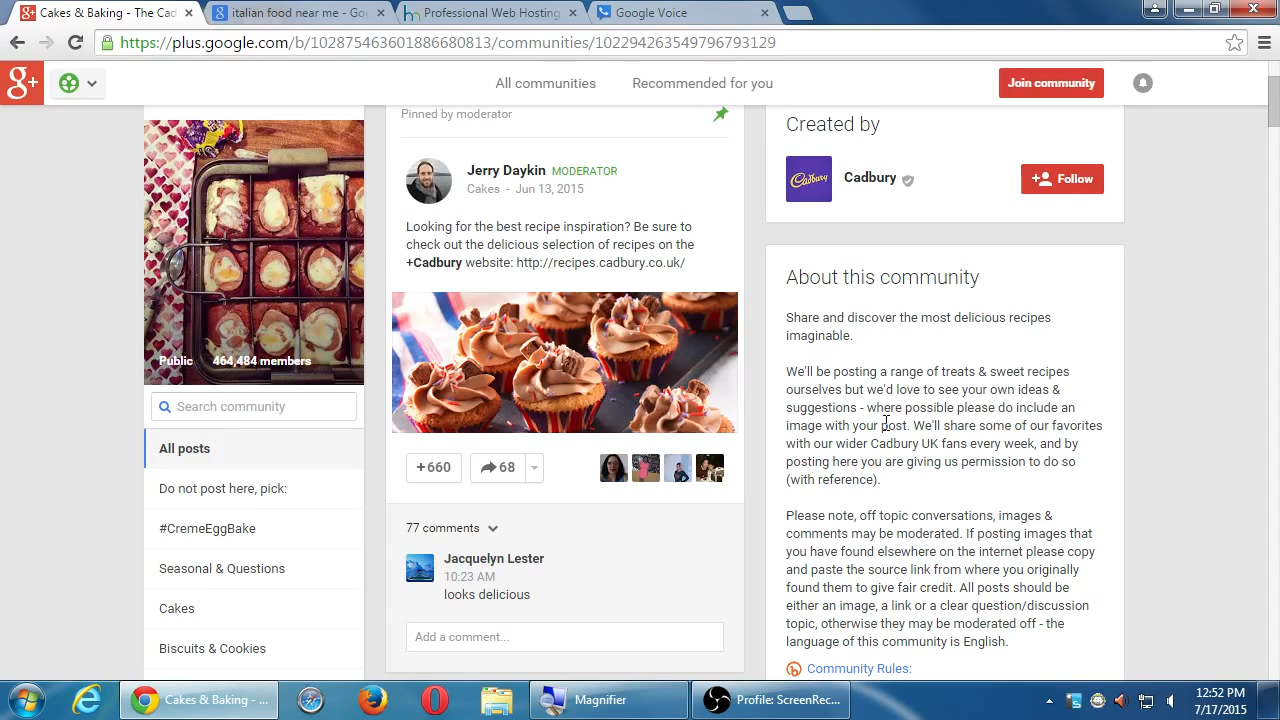 Cakes & Baking - The Cad
italian food near me - Goo
Professional Web Hosting
Google Voice
https://plus.google.com/b/102875463601886680813/communities/102294263549796793129
g+
All communities
Recommended for you
Join community
Public
464,484 members
Search community
All posts
Do not post here, pick:
#CremeEggBake
Seasonal & Questions
Cakes
Biscuits & Cookies
Pinned by moderator
Jerry Daykin MODERATOR
Cakes - Jun 13, 2015
Looking for the best recipe inspiration? Be sure to
check out the delicious selection of recipes on the
+Cadbury website: http://recipes.cadbury.co.uk/
+660
68
77 comments
Jacquelyn Lester
10:23 AM
looks delicious
Add a comment...
Created by
Cadbury
Cadbury
Follow
About this community
Share and discover the most delicious recipes
imaginable.
We'll be posting a range of treats & sweet recipes
ourselves but we'd love to see your own ideas &
suggestions - where possible please do include an
image with your post. We'll share some of our favorites
with our wider Cadbury UK fans every week, and by
posting here you are giving us permission to do so
(with reference).
Please note, off topic conversations, images &
comments may be moderated. If posting images that
you have found elsewhere on the internet please copy
and paste the source link from where you originally
found them to give fair credit. All posts should be
either an image, a link or a clear question/discussion
topic, otherwise they may be moderated off - the
language of this community is English.
Community Rules:
Cakes & Baking - ...
Magnifier
Profile: ScreenRec...
12:52 PM
7/17/2015